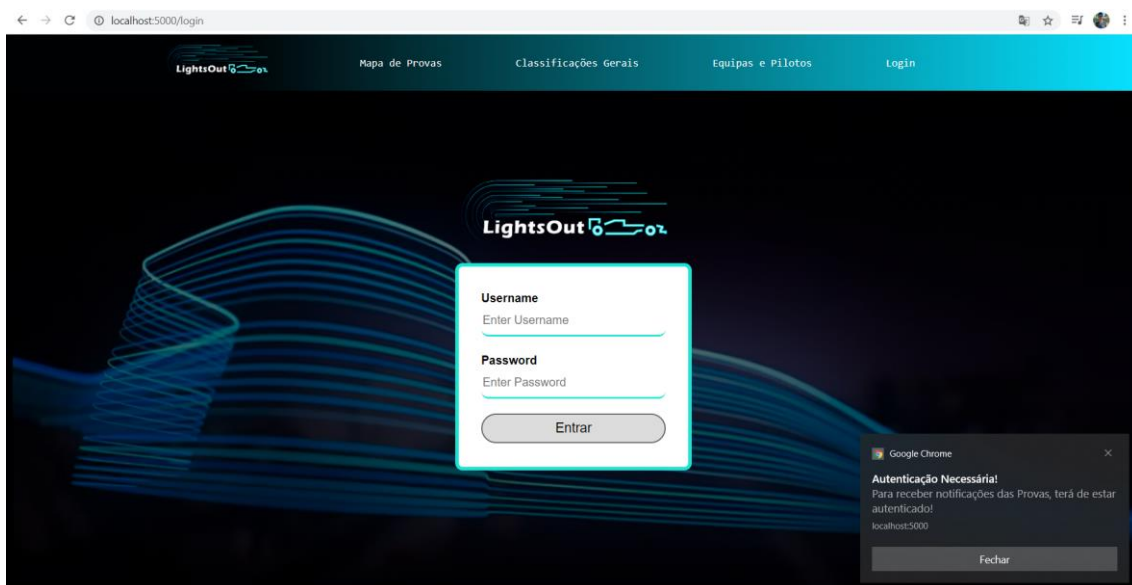 localhost:5000/login
LightsOut
Mapa de Provas
Classificações Gerais
Equipas e Pilotos
Login
LightsOut
Username
Enter Username
Password
Enter Password
Entrar
Google Chrome
Autenticação Necessária!
Para receber notificações das Provas, terá de estar
autenticado!
localhost:5000
Fechar